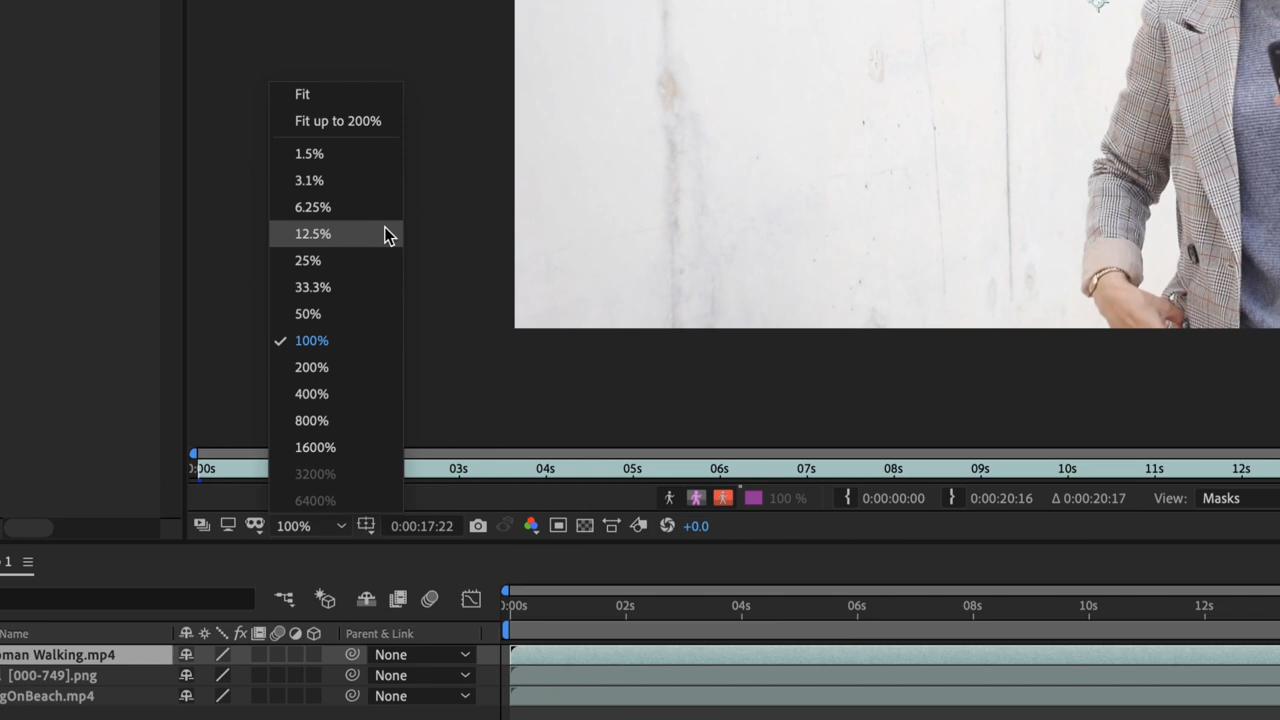 Fit
Fit up to 200%
1.5%
3.1%
6.25%
12.5%
25%
33.3%
50%
100%
200%
400%
800%
1600%
3200%
6400%
0:00s 03s 04s 05s 06s 07s 08s 09s 10s 11s 12s
100 % 0:00:00:00 0:00:20:16 Δ 0:00:20:17 View: Masks
100% 0:00:17:22 +0.0
1
0:00s 02s 04s 06s 08s 10s 12s
Name fx Parent & Link
oman Walking.mp4 None
[000-749].png None
gOnBeach.mp4 None